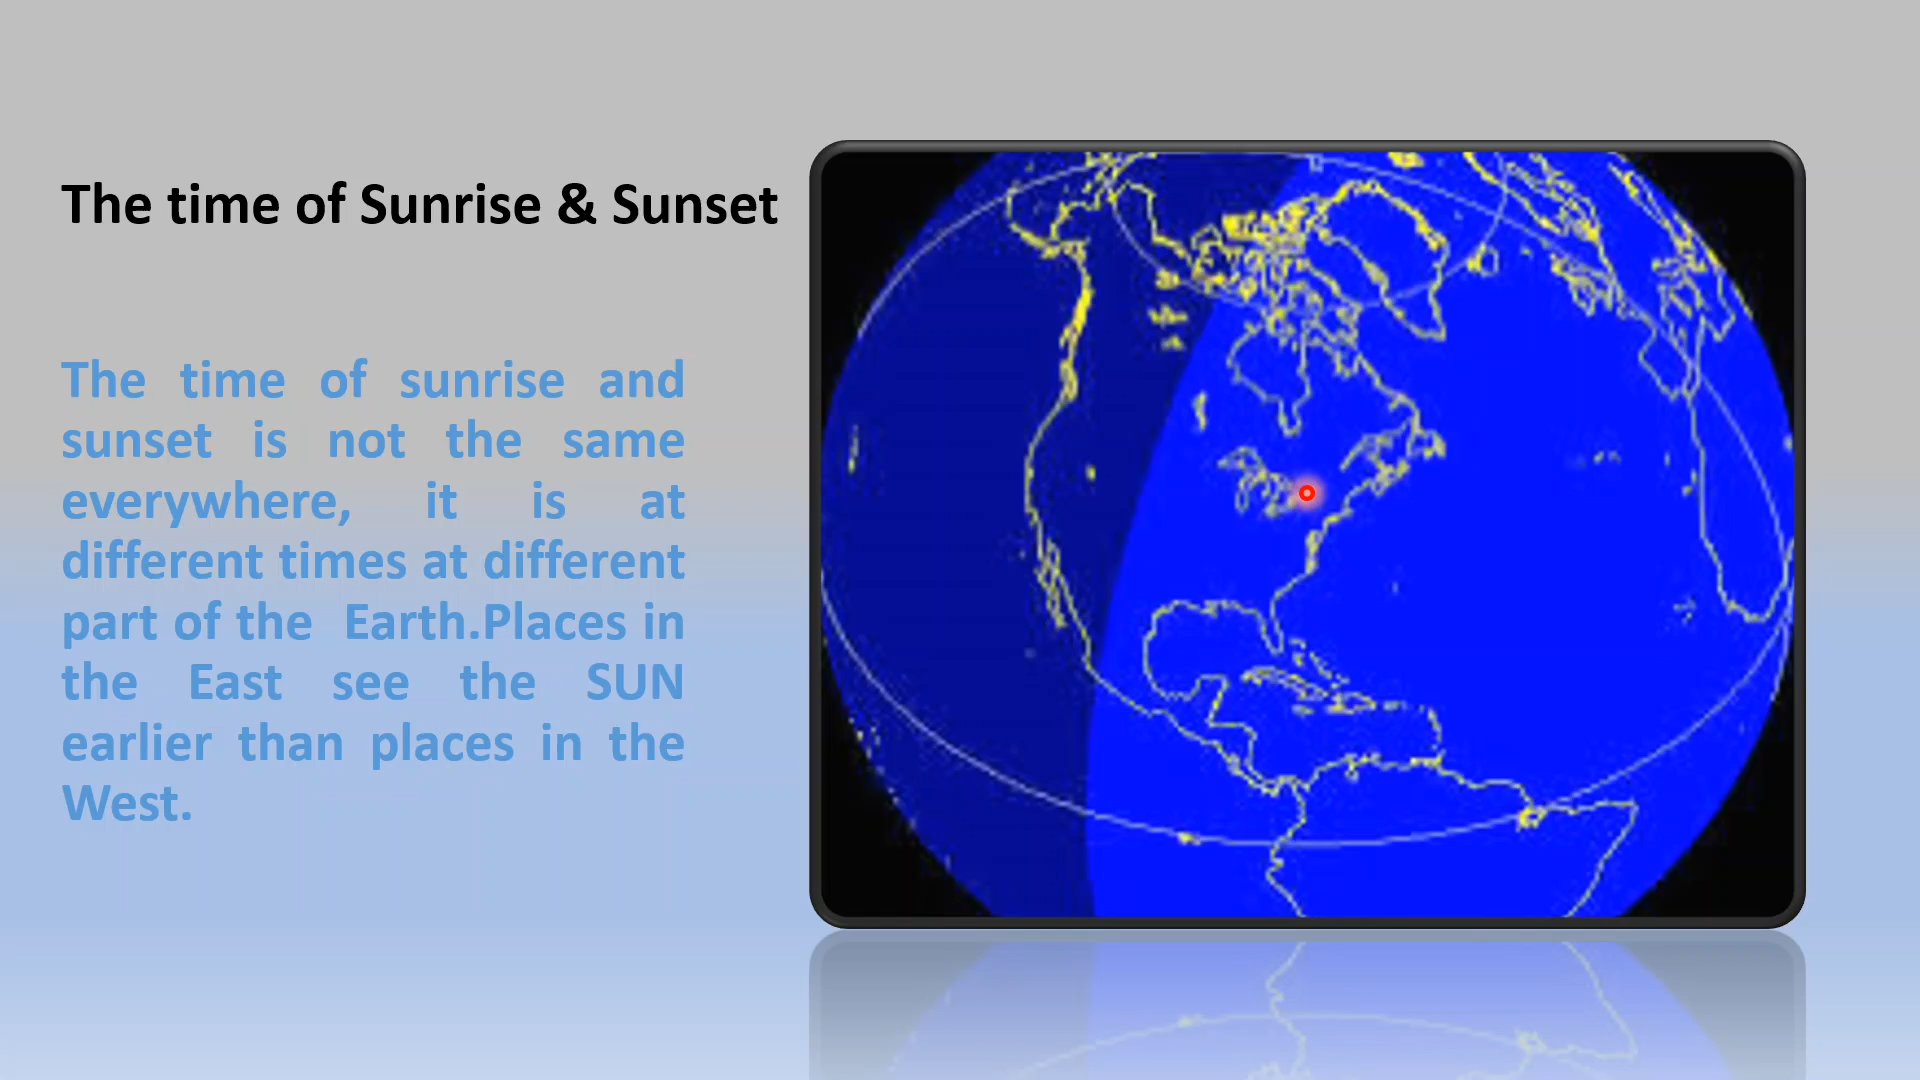 The time of Sunrise & Sunset
The time of sunrise and
sunset is not the same
everywhere, it is at
different times at different
part of the Earth.Places in
the East see the SUN
earlier than places in the
West.